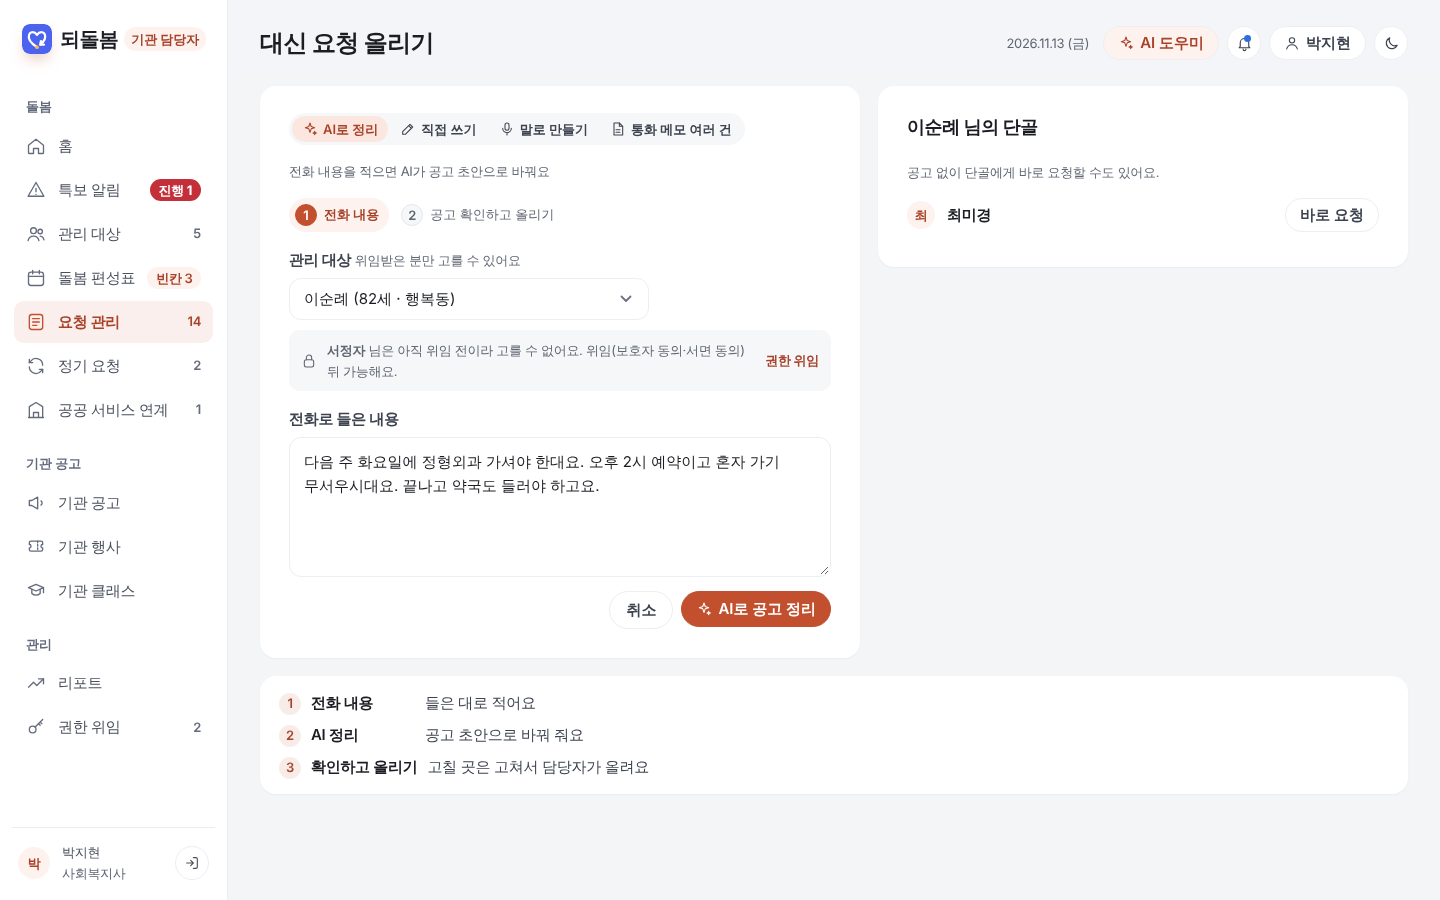 되돌봄 기관 담당자
돌봄
홈
특보 알림 진행 1
관리 대상 5
돌봄 편성표 빈칸 3
요청 관리 14
정기 요청 2
공공 서비스 연계 1
기관 공고
기관 공고
기관 행사
기관 클래스
관리
리포트
권한 위임 2
박 박지현
사회복지사
대신 요청 올리기
2026.11.13 (금) AI 도우미 박지현
AI로 정리 직접 쓰기 말로 만들기 통화 메모 여러 건
전화 내용을 적으면 AI가 공고 초안으로 바꿔요
1 전화 내용 2 공고 확인하고 올리기
관리 대상 위임받은 분만 고를 수 있어요
이순례 (82세 · 행복동)
서정자 님은 아직 위임 전이라 고를 수 없어요. 위임(보호자 동의·서면 동의)
뒤 가능해요.
권한 위임
전화로 들은 내용
다음 주 화요일에 정형외과 가셔야 한대요. 오후 2시 예약이고 혼자 가기
무서우시대요. 끝나고 약국도 들러야 하고요.
취소 AI로 공고 정리
이순례 님의 단골
공고 없이 단골에게 바로 요청할 수도 있어요.
최 최미경 바로 요청
1 전화 내용 들은 대로 적어요
2 AI 정리 공고 초안으로 바꿔 줘요
3 확인하고 올리기 고칠 곳은 고쳐서 담당자가 올려요